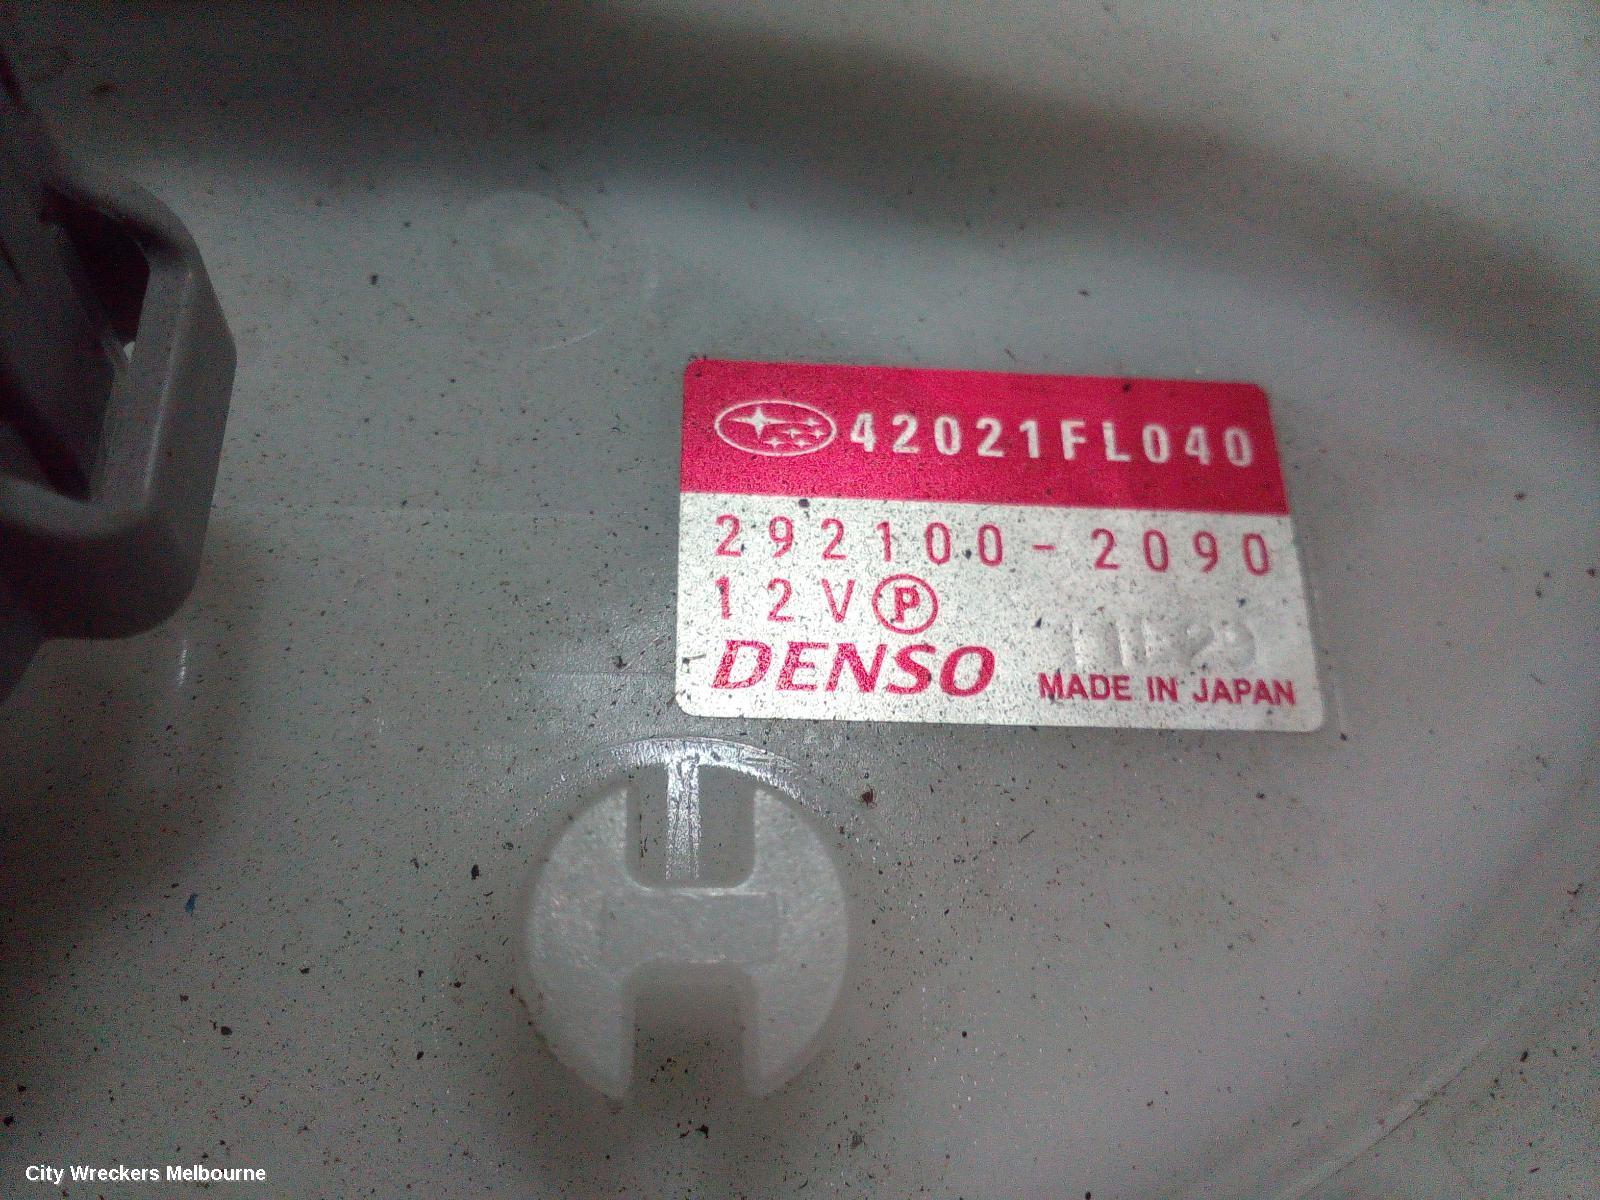 42021FL040
292100-2090
12V Ⓟ
DENSO
MADE IN JAPAN
City Wreckers Melbourne